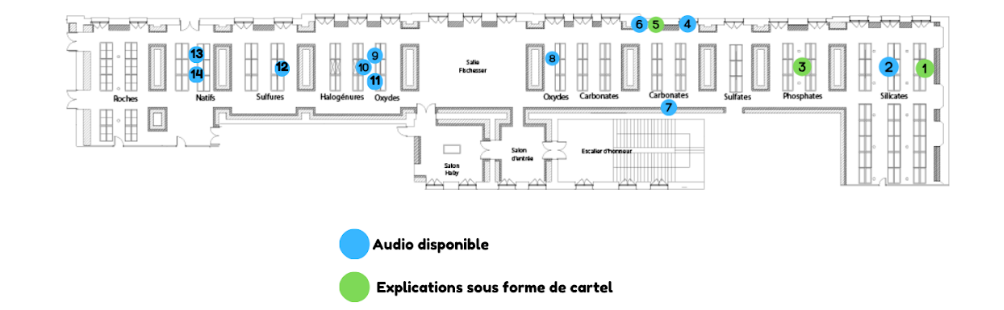 6
5
4
13
14
12
9
10
11
8
3
2
1
Salle
Flichesser
Roches
Natifs
Sulfures
Halogénures
Oxydes
Oxydes
Carbonates
Carbonates
Sulfates
Phosphates
Silicates
7
Salon
Haby
Salon
d'entrée
Escalier d'honneur
Audio disponible
Explications sous forme de cartel